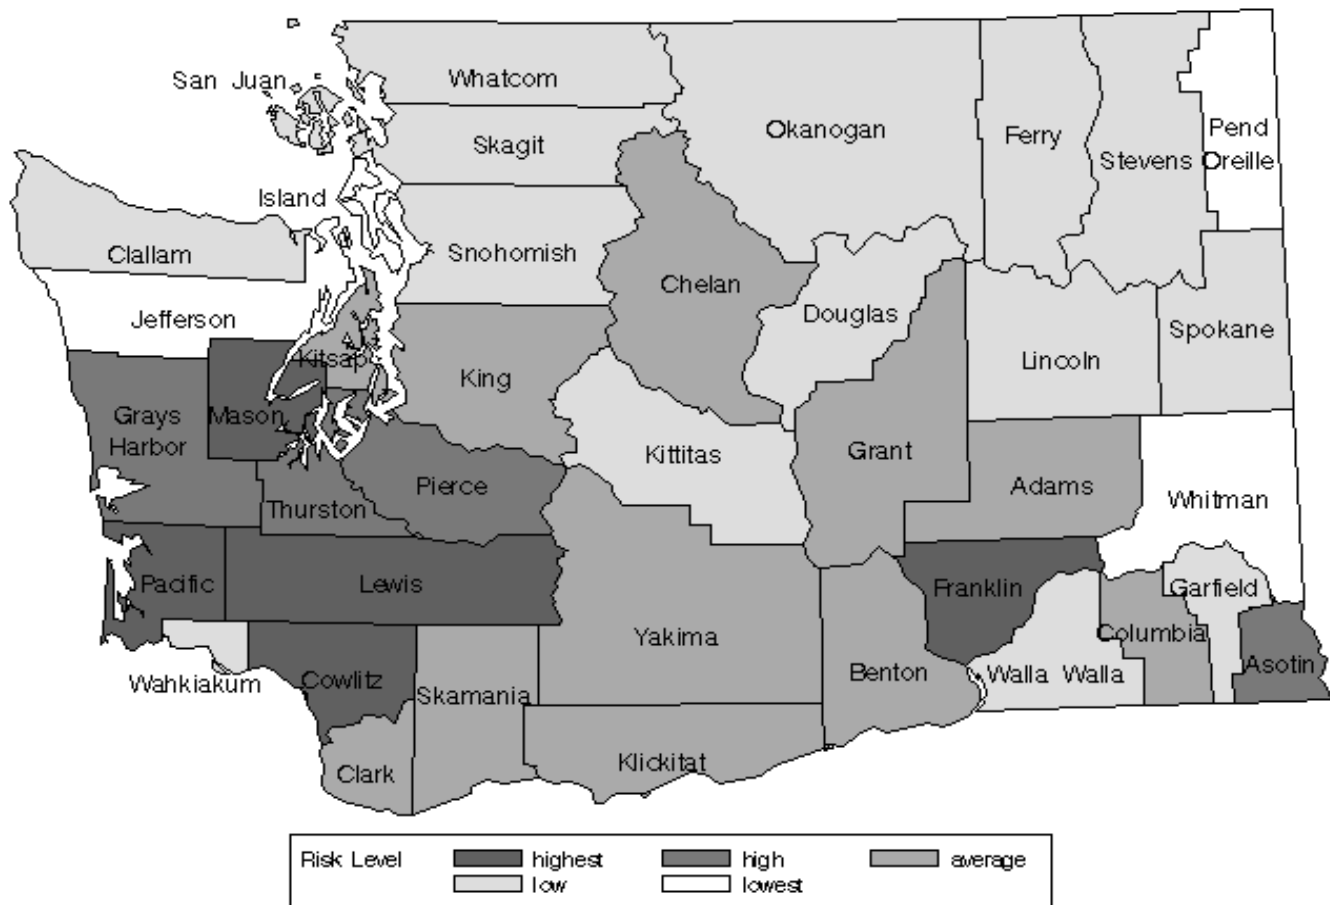 San Juan
Whatcom
Okanogan
Ferry
Pend
Oreille
Stevens
Skagit
Island
Clallam
Snohomish
Chelan
Jefferson
Douglas
Spokane
Kitsap
King
Lincoln
Grays
Harbor
Mason
Kittitas
Grant
Pierce
Adams
Whitman
Thurston
Pacific
Lewis
Franklin
Garfield
Yakima
Columbia
Wahkiakum
Cowlitz
Skamania
Benton
Walla Walla
Asotin
Clark
Klickitat
Risk Level highest high average
low lowest